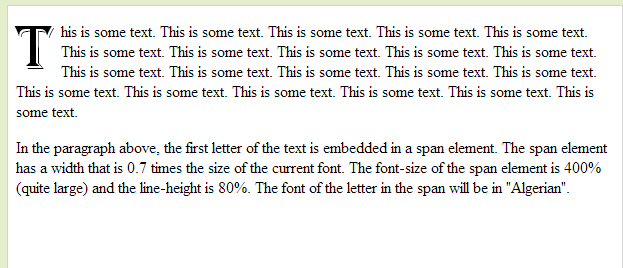 This is some text. This is some text. This is some text. This is some text. This is some text.
This is some text. This is some text. This is some text. This is some text. This is some text.
This is some text. This is some text. This is some text. This is some text. This is some text.
This is some text. This is some text. This is some text. This is some text. This is some text. This is
some text.
In the paragraph above, the first letter of the text is embedded in a span element. The span element
has a width that is 0.7 times the size of the current font. The font-size of the span element is 400%
(quite large) and the line-height is 80%. The font of the letter in the span will be in "Algerian".